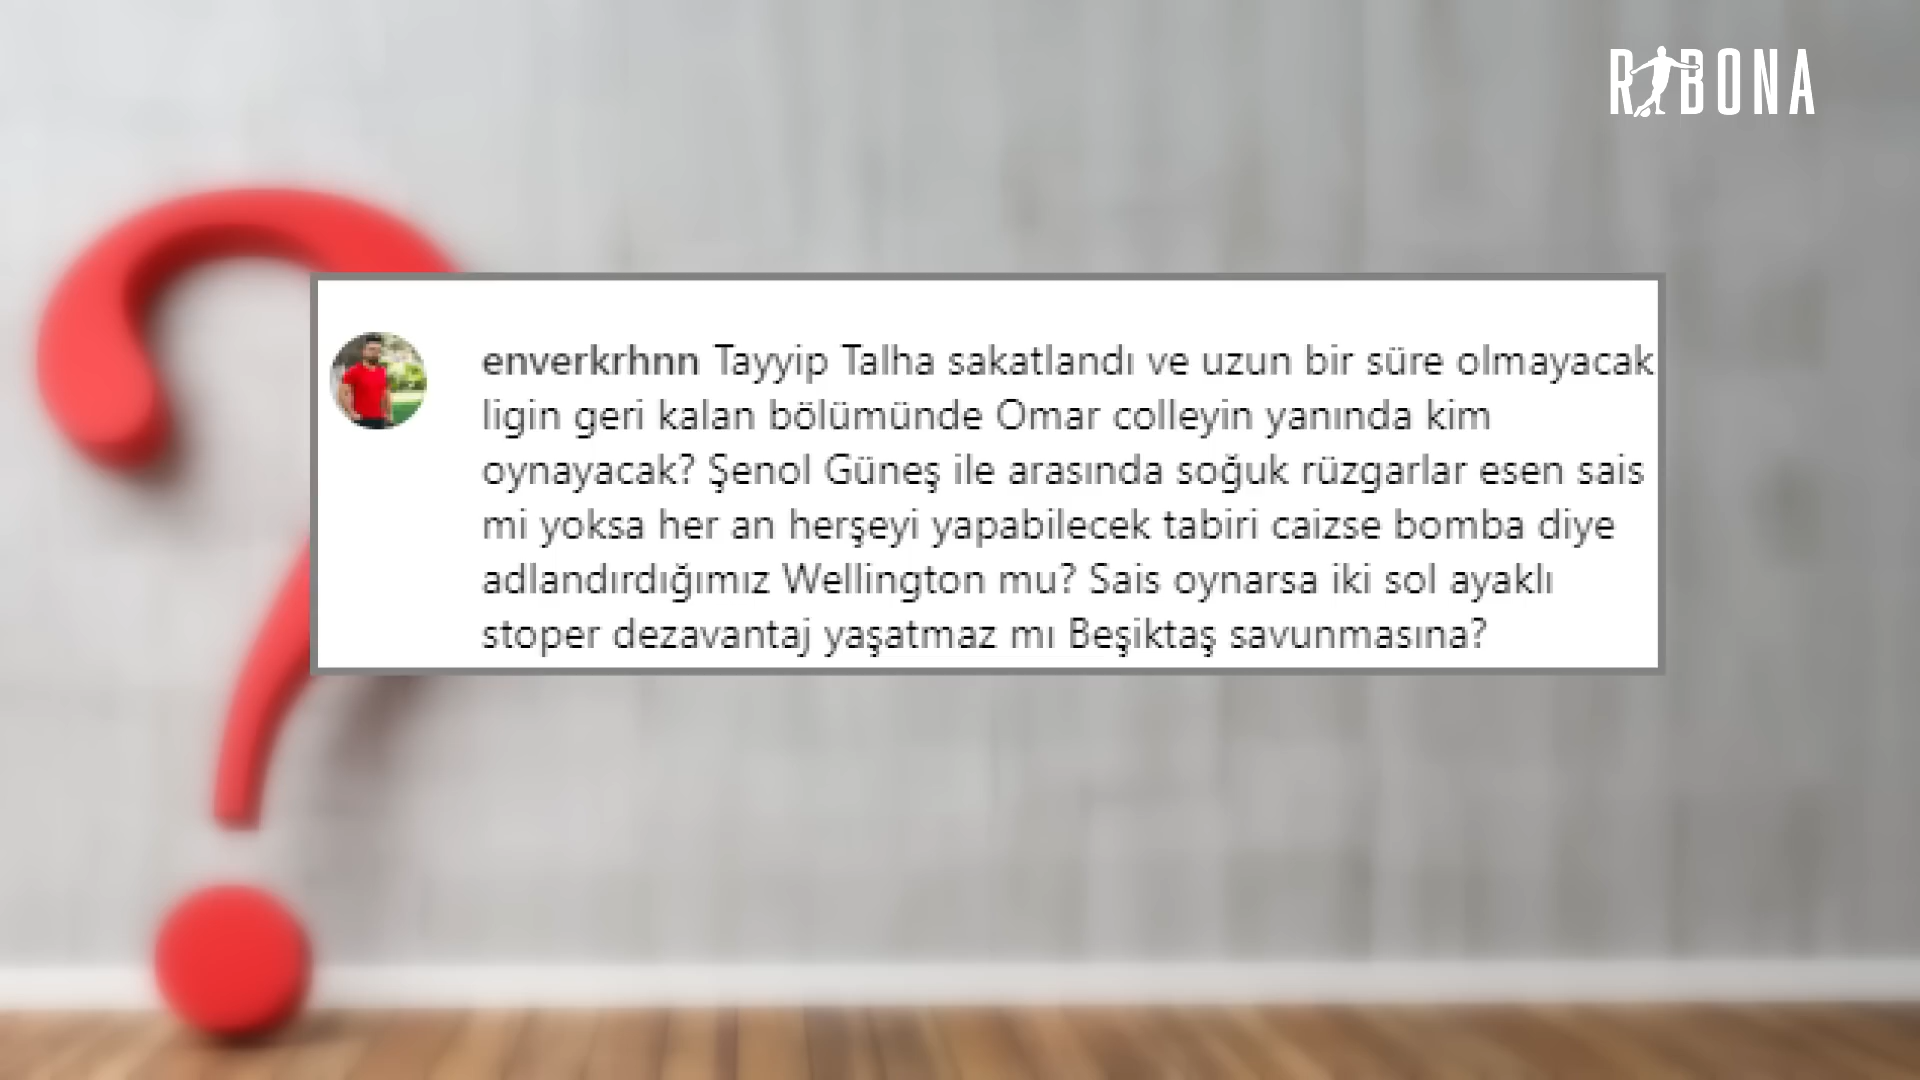 RABONA
enverkrhnn Tayyip Talha sakatlandı ve uzun bir süre olmayacak
ligin geri kalan bölümünde Omar colleyin yanında kim
oynayacak? Şenol Güneş ile arasında soğuk rüzgarlar esen sais
mi yoksa her an herşeyi yapabilecek tabiri caizse bomba diye
adlandırdığımız Wellington mu? Sais oynarsa iki sol ayaklı
stoper dezavantaj yaşatmaz mı Beşiktaş savunmasına?